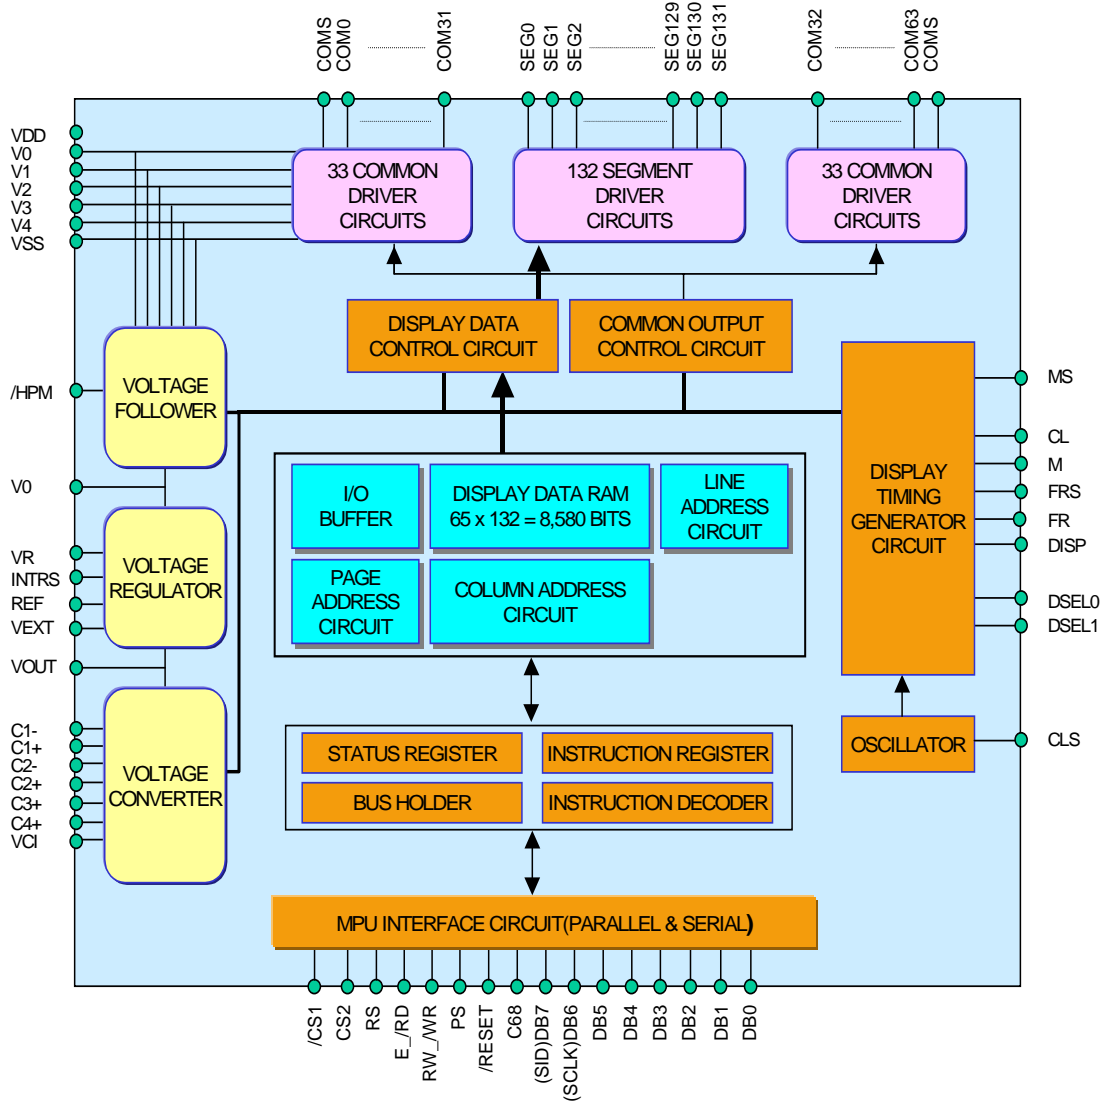 COMS
COM0
COM31
SEG0
SEG1
SEG2
SEG129
SEG130
SEG131
COM32
COM63
COMS
VDD
V0
V1
V2
V3
V4
VSS
33 COMMON
DRIVER
CIRCUITS
132 SEGMENT
DRIVER
CIRCUITS
33 COMMON
DRIVER
CIRCUITS
DISPLAY DATA
CONTROL CIRCUIT
COMMON OUTPUT
CONTROL CIRCUIT
/HPM
VOLTAGE
FOLLOWER
V0
VR
INTRS
REF
VEXT
VOLTAGE
REGULATOR
VOUT
C1-
C1+
C2-
C2+
C3+
C4+
VCI
VOLTAGE
CONVERTER
I/O
BUFFER
DISPLAY DATA RAM
65 x 132 = 8,580 BITS
LINE
ADDRESS
CIRCUIT
PAGE
ADDRESS
CIRCUIT
COLUMN ADDRESS
CIRCUIT
DISPLAY
TIMING
GENERATOR
CIRCUIT
MS
CL
M
FRS
FR
DISP
DSEL0
DSEL1
OSCILLATOR
CLS
STATUS REGISTER
INSTRUCTION REGISTER
BUS HOLDER
INSTRUCTION DECODER
MPU INTERFACE CIRCUIT(PARALLEL & SERIAL)
/CS1
CS2
RS
E_/RD
RW_/WR
PS
/RESET
C68
(SID)DB7
(SCLK)DB6
DB5
DB4
DB3
DB2
DB1
DB0